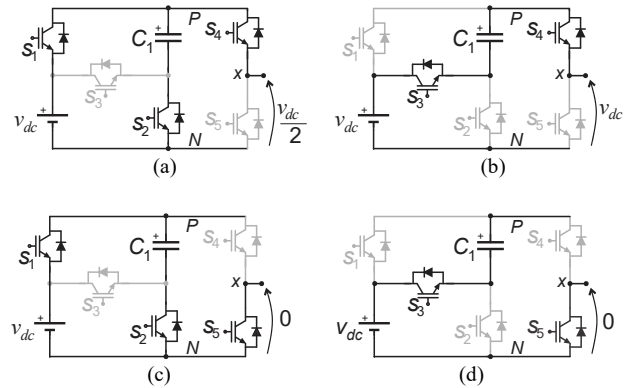 P
+
S1
C1
S4
x
+
S3
vdc
S2
S5
vdc
2
N
(a)
P
+
S1
C1
S4
x
+
S3
vdc
S2
S5
vdc
N
(b)
P
+
S1
C1
S4
x
+
S3
vdc
S2
S5
0
N
(c)
P
+
S1
C1
S4
x
+
S3
vdc
S2
S5
0
N
(d)